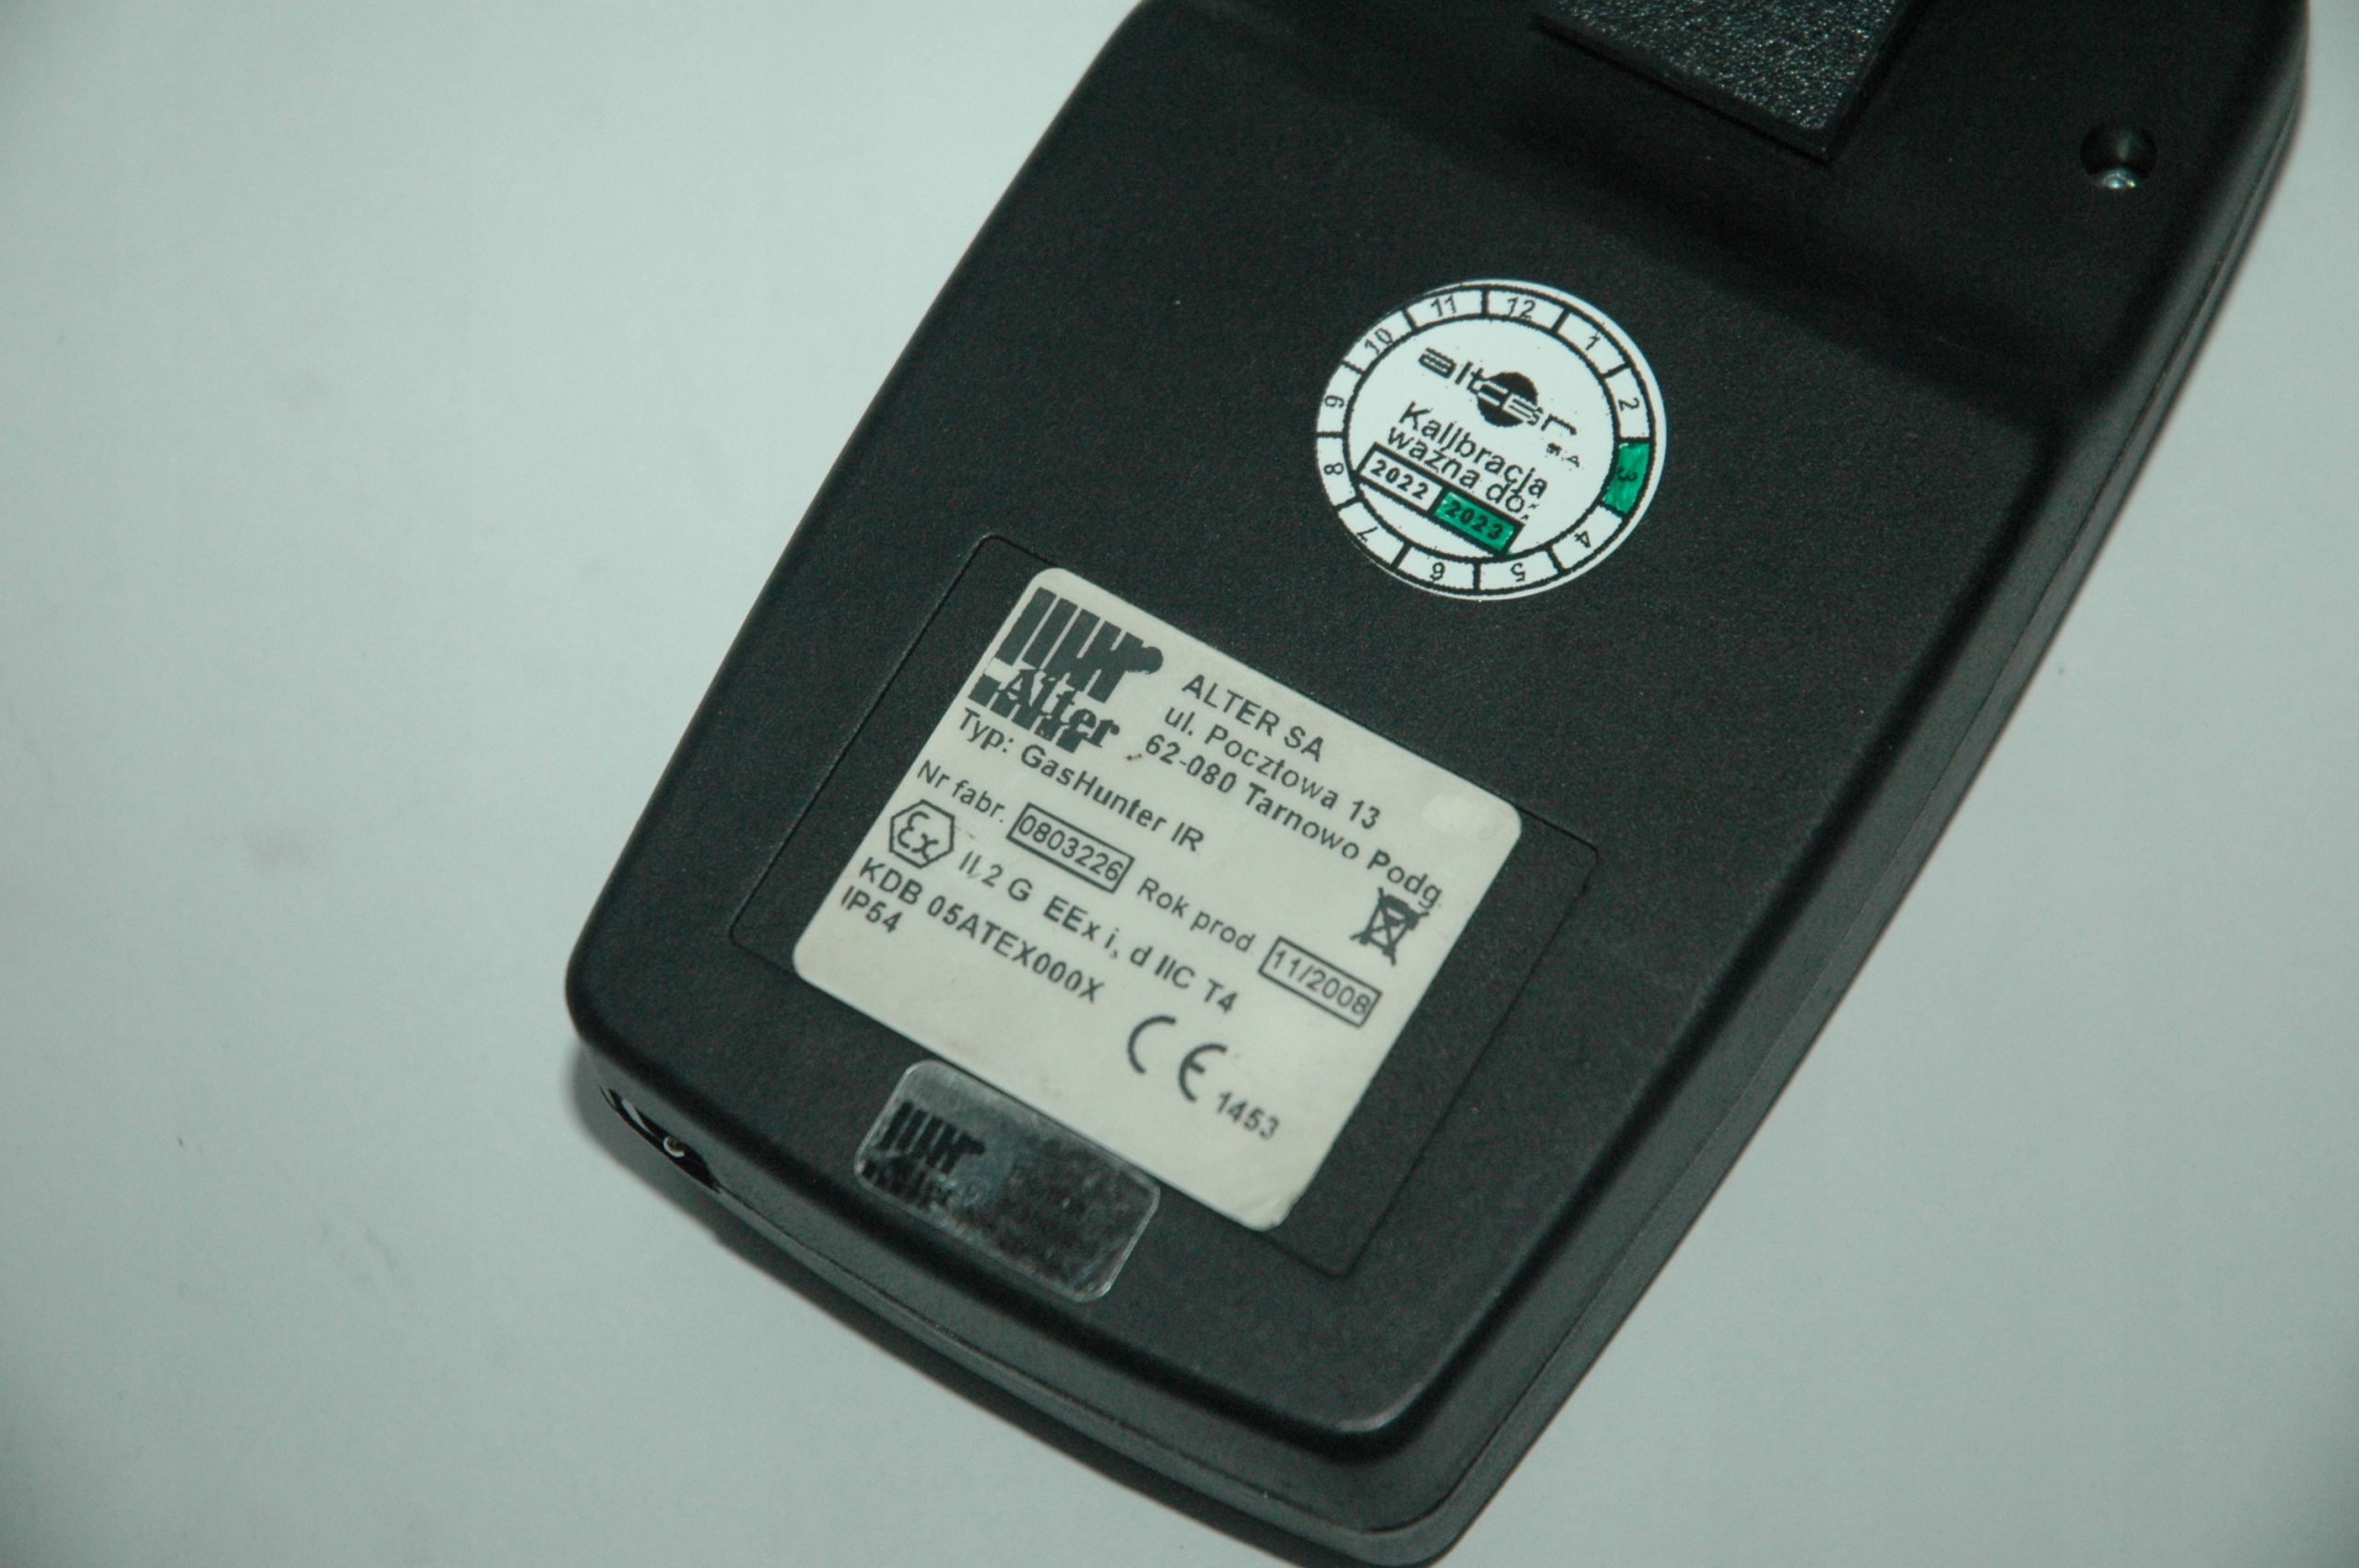 11 12 1
10 2
9 3
8 4
7 6 5
alter
S.A.
Kalibracja
ważna do:
2022 2023
Alter
ALTER SA
ul. Pocztowa 13
62-080 Tarnowo Podg
Typ: GasHunter IR
Nr fabr. 0803226 Rok prod 11/2008
Ex II 2 G EEx i, d IIC T4
KDB 05ATEX000X
IP54
CE 1453
Alter